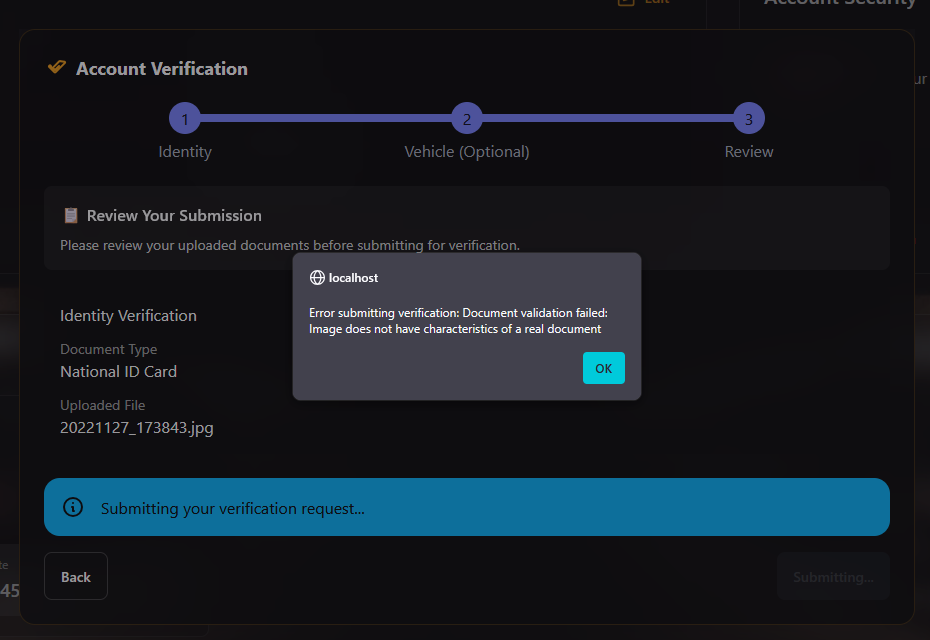 Edit
Account Security
Account Verification
1
2
3
Identity
Vehicle (Optional)
Review
ur
Review Your Submission
Please review your uploaded documents before submitting for verification.
localhost
Error submitting verification: Document validation failed:
Image does not have characteristics of a real document
OK
Identity Verification
Document Type
National ID Card
Uploaded File
20221127_173843.jpg
Submitting your verification request...
te
45
Back
Submitting...